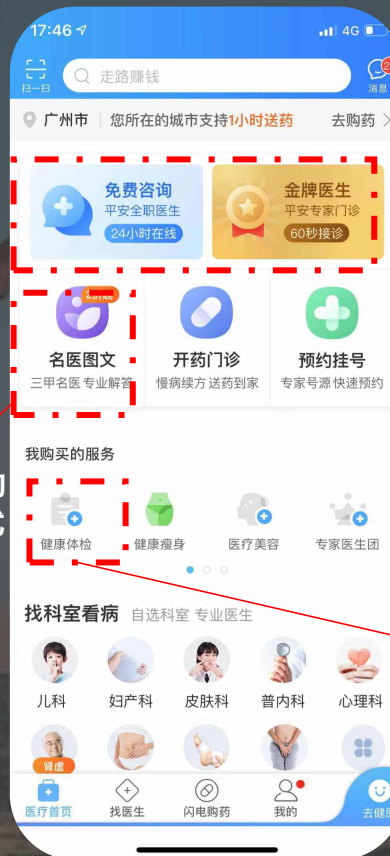 17:46
4G
扫一扫
走路赚钱
2
消息
广州市
您所在的城市支持1小时送药
去购药
免费咨询
平安全职医生
24小时在线
金牌医生
平安专家门诊
60秒接诊
名医图文
三甲名医 专业解答
开药门诊
慢病续方 送药到家
预约挂号
专家号源 快速预约
我购买的服务
健康体检
健康瘦身
医疗美容
专家医生团
找科室看病
自选科室 专业医生
儿科
妇产科
皮肤科
普内科
心理科
肾虚
医疗首页
找医生
闪电购药
我的
去健康